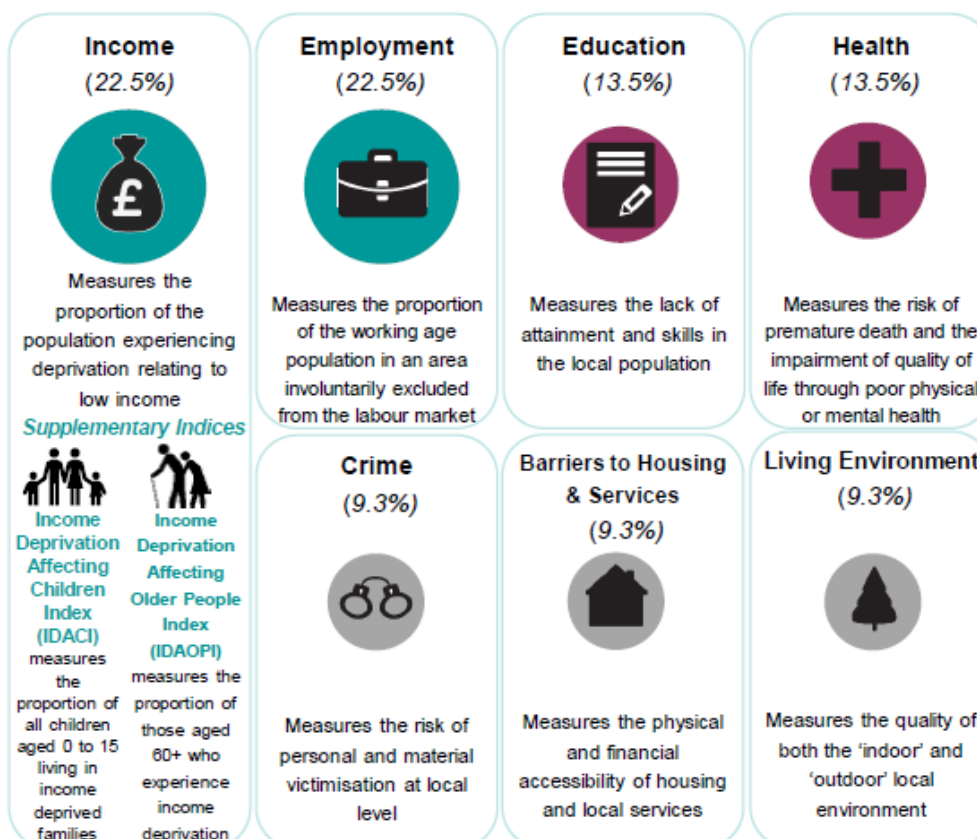 Income
(22.5%)
£
Measures the
proportion of the
population experiencing
deprivation relating to
low income
Supplementary Indices
Income
Deprivation
Affecting
Children
Index
(IDACI)
measures
the
proportion of
all children
aged 0 to 15
living in
income
deprived
families
Income
Deprivation
Affecting
Older People
Index
(IDAOPI)
measures the
proportion of
those aged
60+ who
experience
income
deprivation
Employment
(22.5%)
Measures the proportion
of the working age
population in an area
involuntarily excluded
from the labour market
Education
(13.5%)
Measures the lack of
attainment and skills in
the local population
Health
(13.5%)
Measures the risk of
premature death and the
impairment of quality of
life through poor physical
or mental health
Crime
(9.3%)
Measures the risk of
personal and material
victimisation at local
level
Barriers to Housing
& Services
(9.3%)
Measures the physical
and financial
accessibility of housing
and local services
Living Environment
(9.3%)
Measures the quality of
both the ‘indoor’ and
‘outdoor’ local
environment